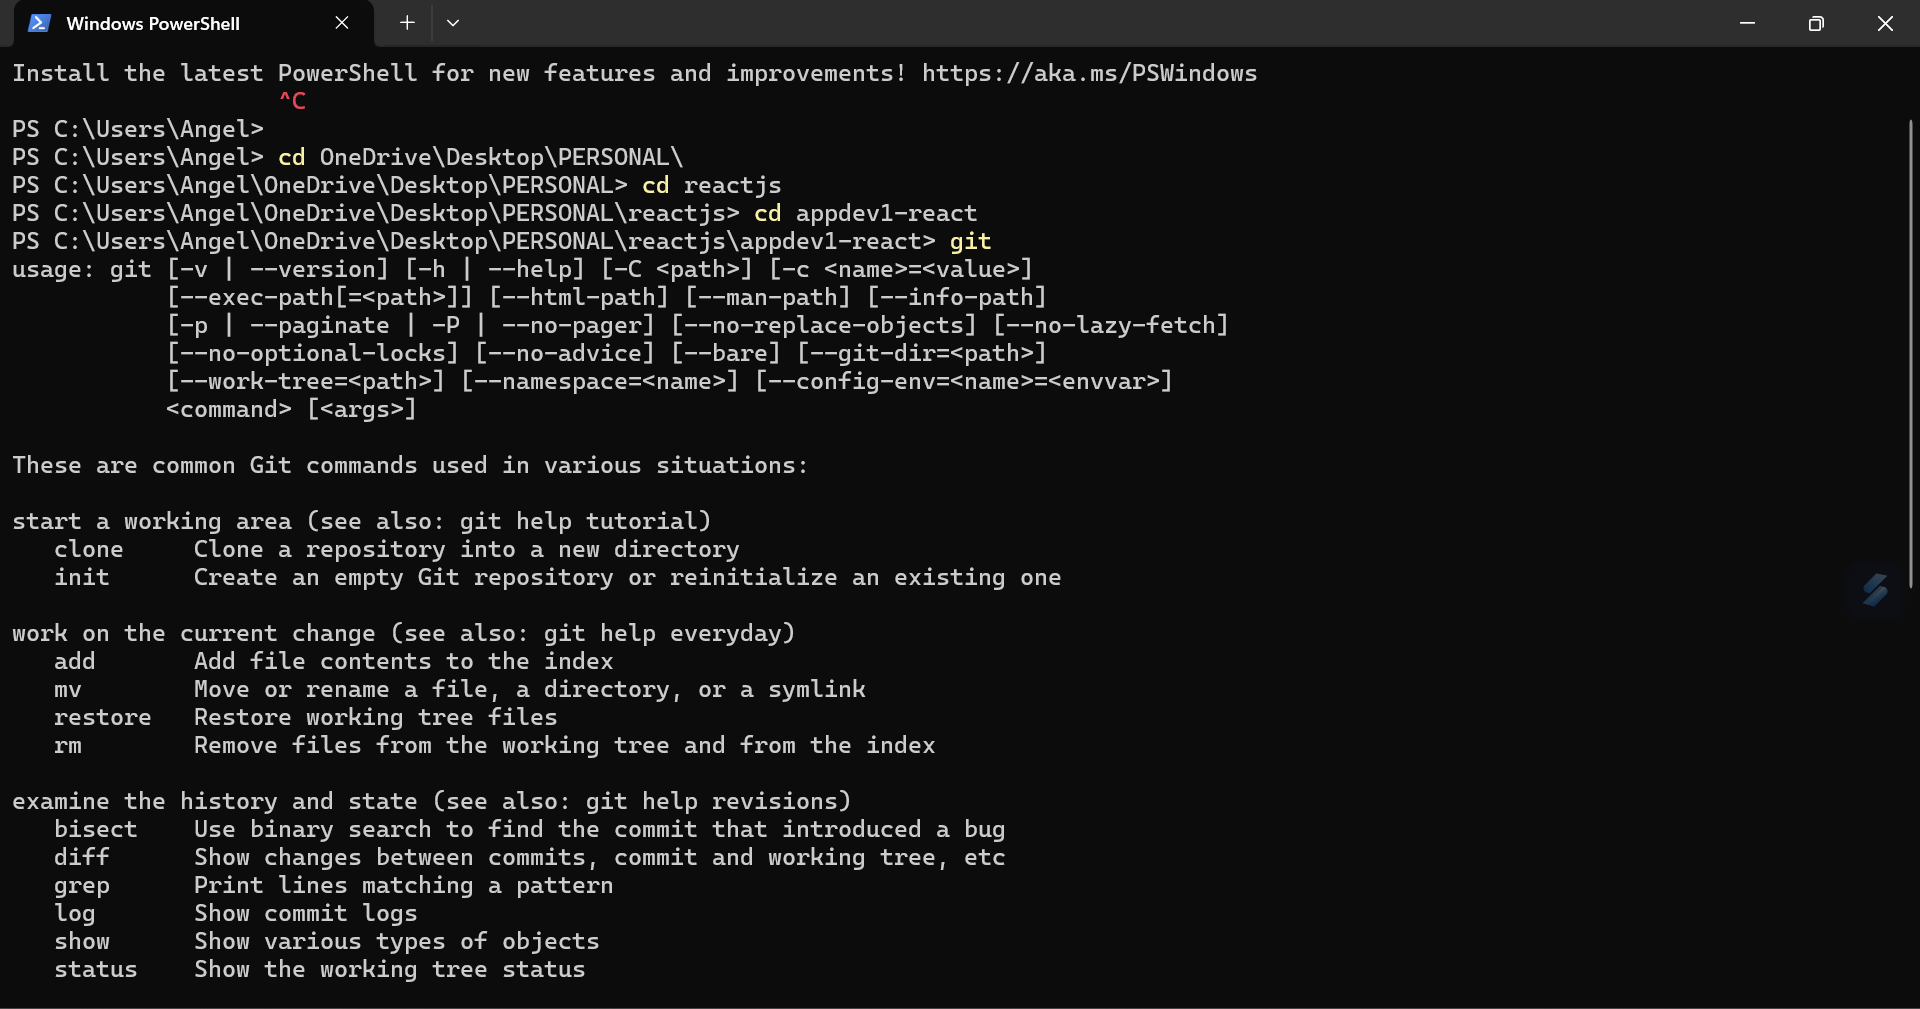 Windows PowerShell
Install the latest PowerShell for new features and improvements! https://aka.ms/PSWindows
^C
PS C:\Users\Angel>
PS C:\Users\Angel> cd OneDrive\Desktop\PERSONAL\
PS C:\Users\Angel\OneDrive\Desktop\PERSONAL> cd reactjs
PS C:\Users\Angel\OneDrive\Desktop\PERSONAL\reactjs> cd appdev1-react
PS C:\Users\Angel\OneDrive\Desktop\PERSONAL\reactjs\appdev1-react> git
usage: git [-v | --version] [-h | --help] [-C <path>] [-c <name>=<value>]
           [--exec-path[=<path>]] [--html-path] [--man-path] [--info-path]
           [-p | --paginate | -P | --no-pager] [--no-replace-objects] [--no-lazy-fetch]
           [--no-optional-locks] [--no-advice] [--bare] [--git-dir=<path>]
           [--work-tree=<path>] [--namespace=<name>] [--config-env=<name>=<envvar>]
           <command> [<args>]
These are common Git commands used in various situations:
start a working area (see also: git help tutorial)
   clone     Clone a repository into a new directory
   init      Create an empty Git repository or reinitialize an existing one
work on the current change (see also: git help everyday)
   add       Add file contents to the index
   mv        Move or rename a file, a directory, or a symlink
   restore   Restore working tree files
   rm        Remove files from the working tree and from the index
examine the history and state (see also: git help revisions)
   bisect    Use binary search to find the commit that introduced a bug
   diff      Show changes between commits, commit and working tree, etc
   grep      Print lines matching a pattern
   log       Show commit logs
   show      Show various types of objects
   status    Show the working tree status